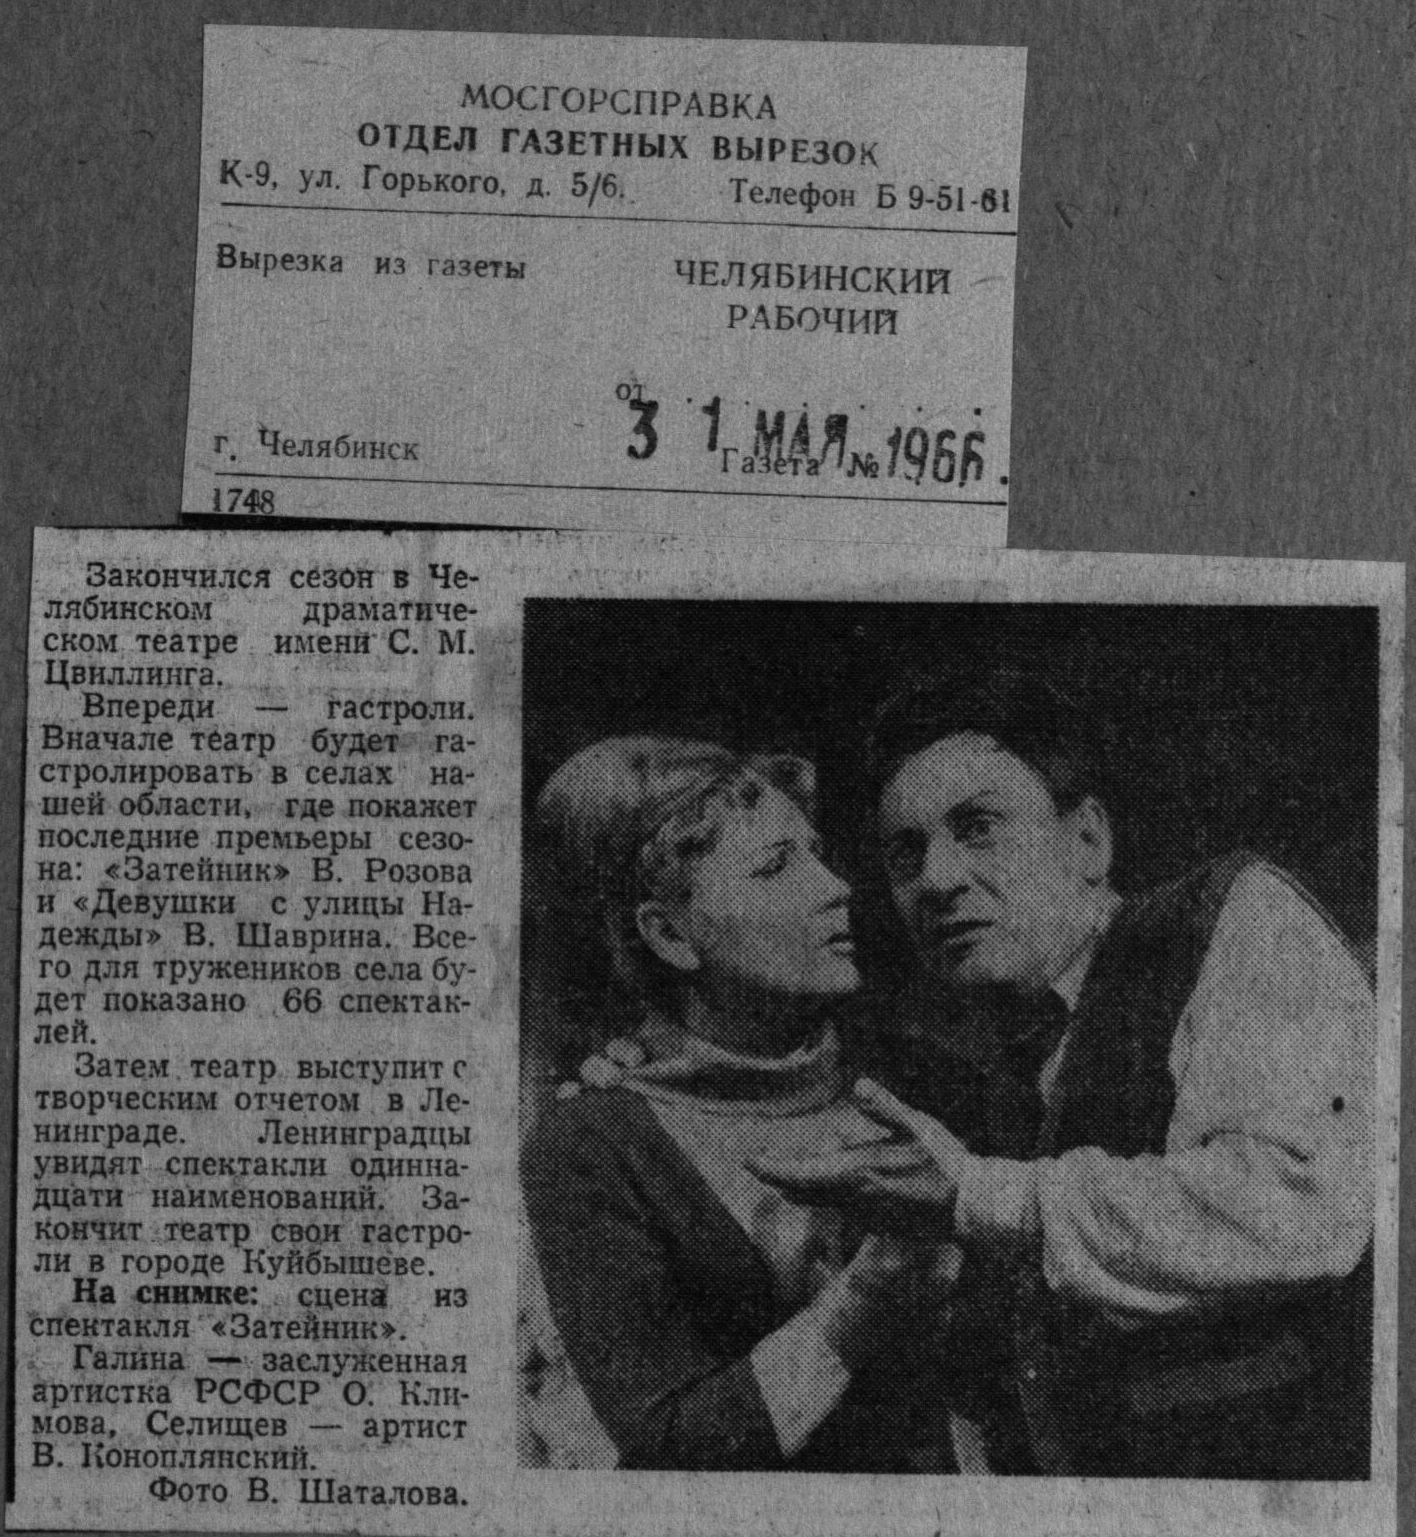 МОСГОРСПРАВКА
ОТДЕЛ ГАЗЕТНЫХ ВЫРЕЗОК
К-9, ул. Горького, д. 5/6. Телефон Б 9-51-61
Вырезка из газеты ЧЕЛЯБИНСКИЙ
РАБОЧИЙ
от
31 МАЯ 1966
г. Челябинск Газета №
1748
Закончился сезон в Че-
лябинском драматиче-
ском театре имени С. М.
Цвиллинга.
Впереди — гастроли.
Вначале театр будет га-
стролировать в селах на-
шей области, где покажет
последние премьеры сезо-
на: «Затейник» В. Розова
и «Девушки с улицы На-
дежды» В. Шаврина. Все-
го для тружеников села бу-
дет показано 66 спектак-
лей.
Затем театр выступит с
творческим отчетом в Ле-
нинграде. Ленинградцы
увидят спектакли одинна-
дцати наименований. За-
кончит театр свои гастро-
ли в городе Куйбышеве.
На снимке: сцена из
спектакля «Затейник».
Галина — заслуженная
артистка РСФСР О. Кли-
мова, Селищев — артист
В. Коноплянский.
Фото В. Шаталова.